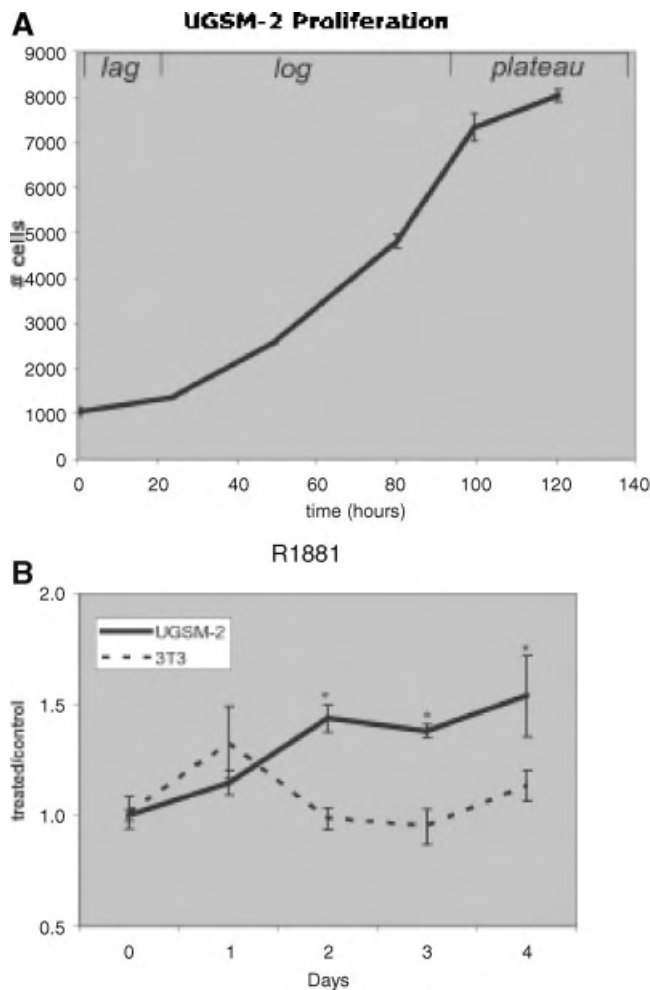 A
UGSM-2 Proliferation
9000
8000
7000
6000
5000
4000
3000
2000
1000
0
# cells
lag
log
plateau
0 20 40 60 80 100 120 140
time (hours)
B
R1881
2.0
1.5
1.0
0.5
treated/control
UGSM-2
3T3
*
*
*
0 1 2 3 4
Days